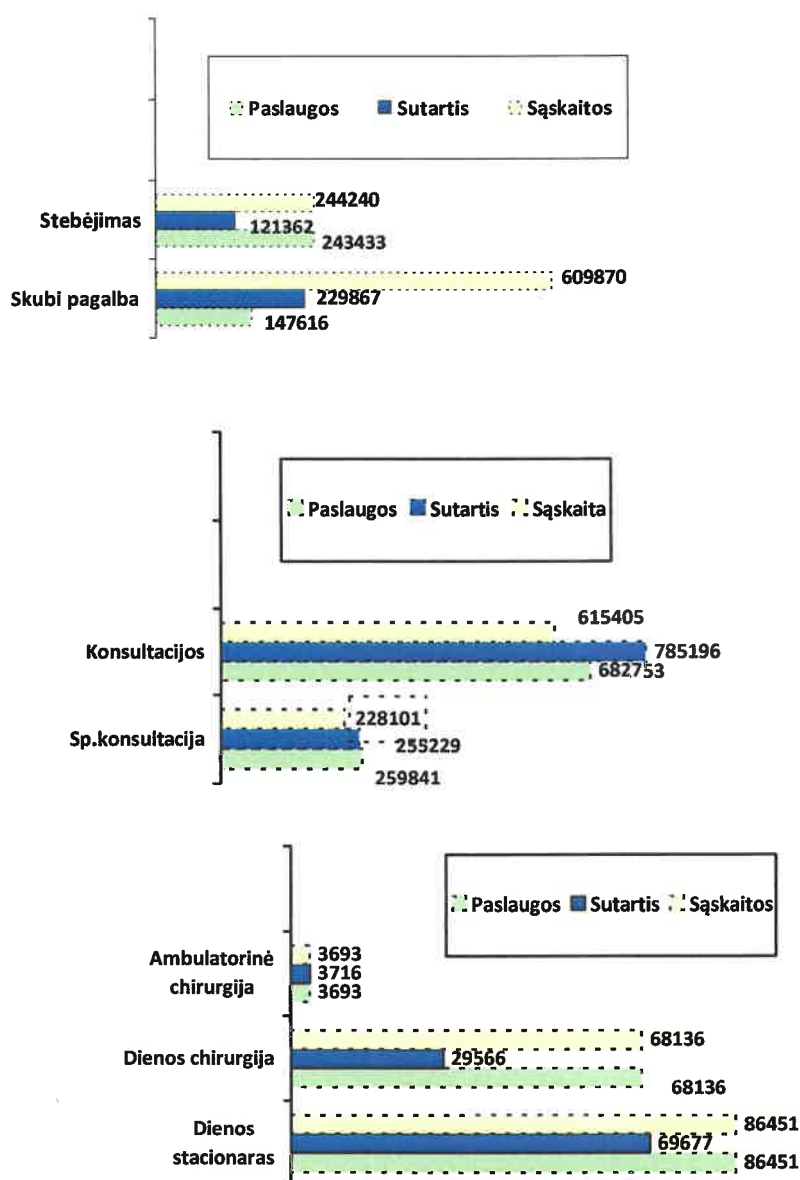 Paslaugos Sutartis Sąskaitos
Stebėjimas
244240
121362
243433
Skubi pagalba
609870
229867
147616
Paslaugos Sutartis Sąskaita
Konsultacijos
615405
785196
682753
Sp.konsultacija
228101
255229
259841
Paslaugos Sutartis Sąskaitos
Ambulatorinė
chirurgija
3693
3716
3693
Dienos chirurgija
68136
29566
68136
Dienos
stacionaras
86451
69677
86451